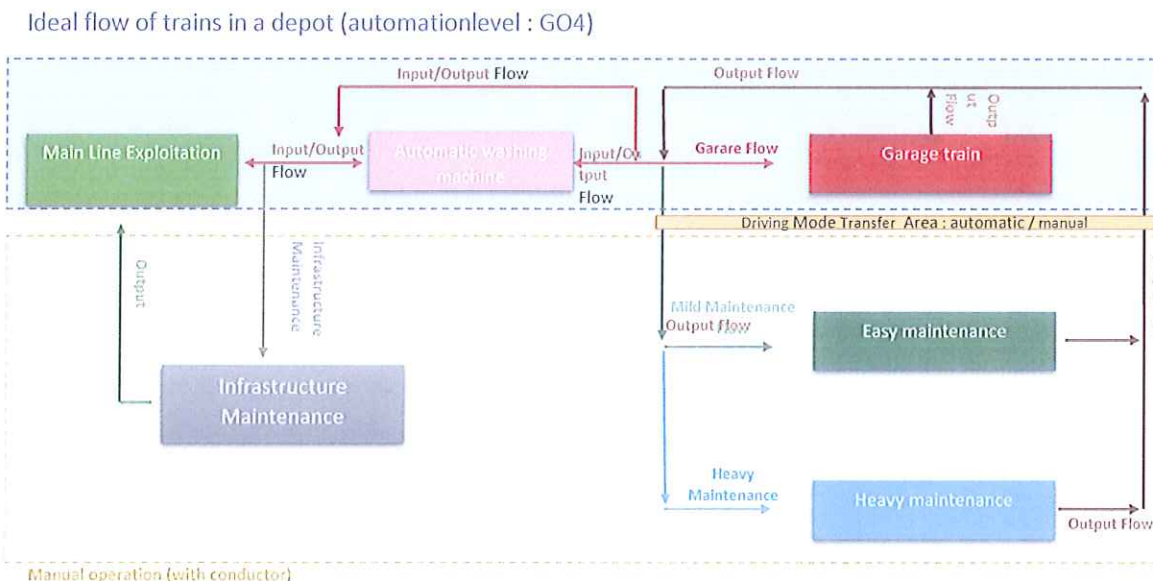 Ideal flow of trains in a depot (automationlevel : GO4)
Input/Output Flow
Output Flow
Outp
ut
Flow
Main Line Exploitation
Input/Output
Flow
Automatic washing
machine
Input/Ou
tput
Flow
Garare Flow
Garage train
Driving Mode Transfer Area : automatic / manual
Output
Infrastructure
Maintenance
Mild Maintenance
Output Flow
Easy maintenance
Infrastructure
Maintenance
Heavy
Maintenance
Heavy maintenance
Output Flow
Manual operation (with conductor)